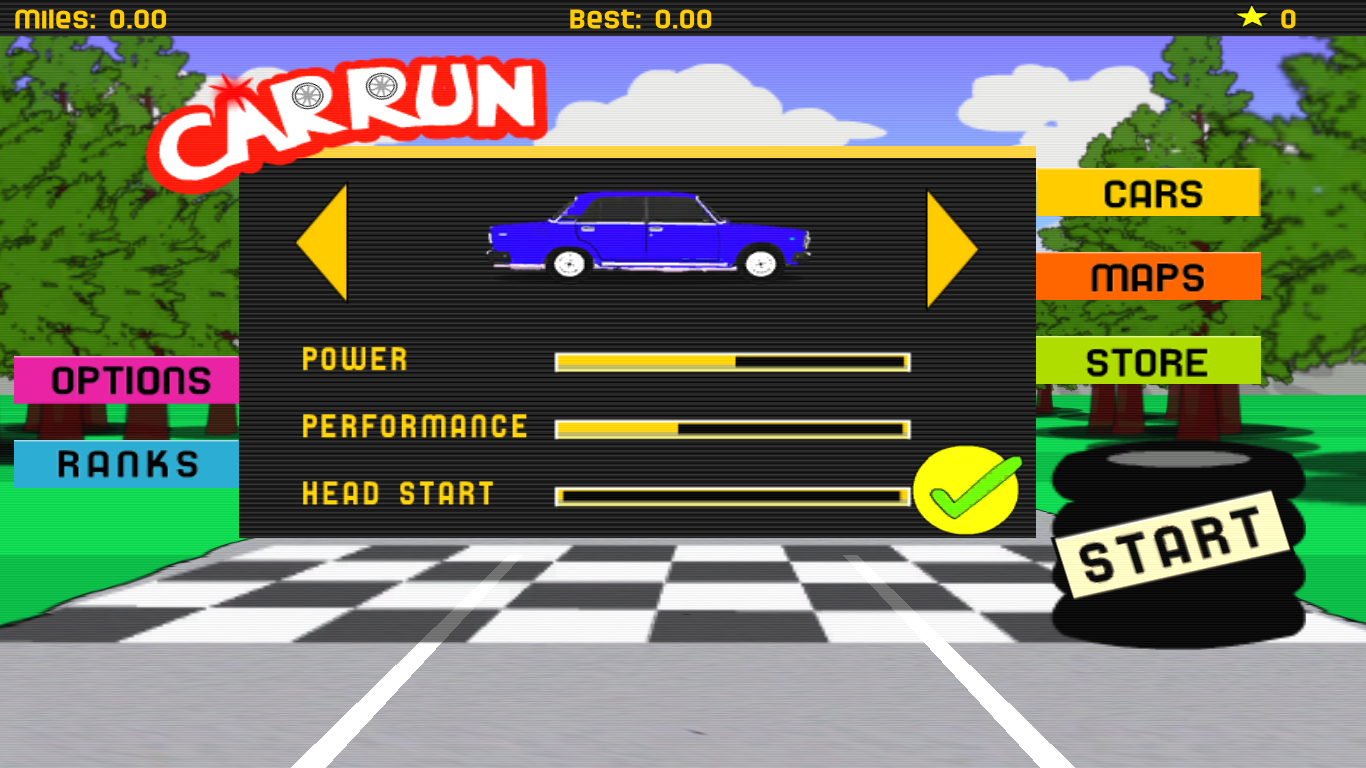 Miles: 0.00
Best: 0.00
0
CARRUN
CARS
MAPS
STORE
POWER
PERFORMANCE
HEAD START
OPTIONS
RANKS
START